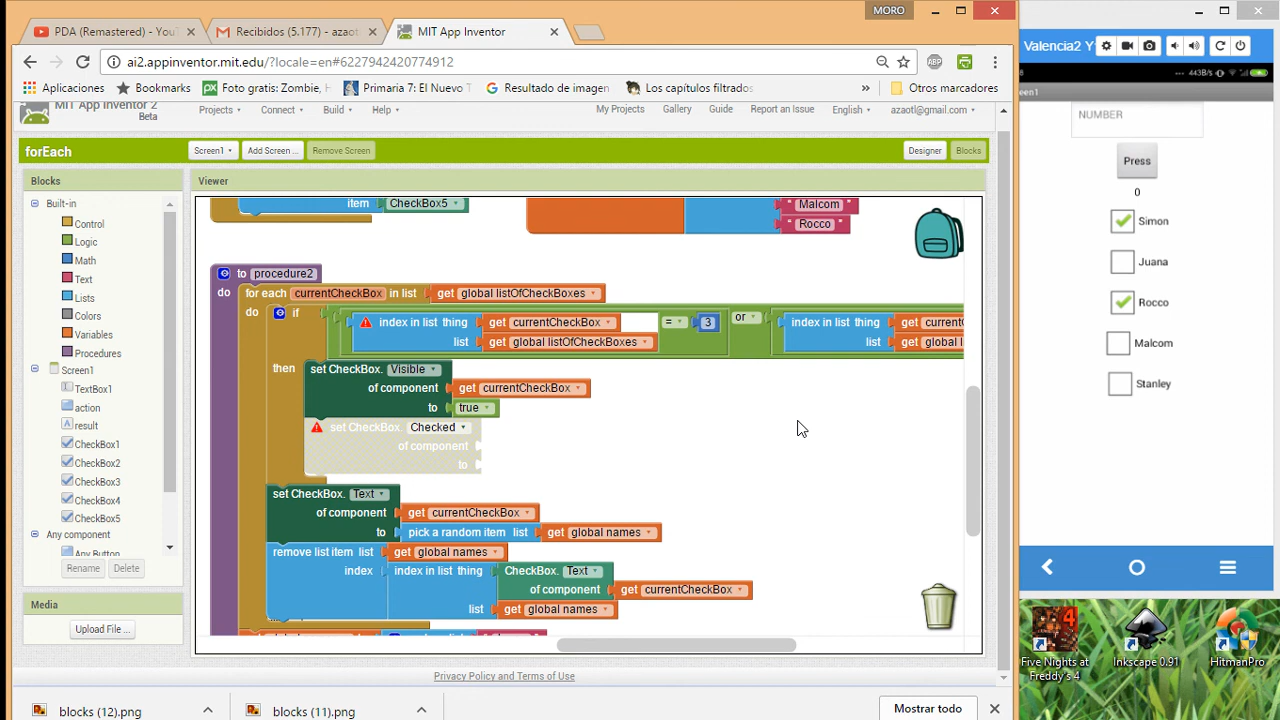 MORO
PDA (Remastered) – You
Recibidos (5.177) - azaotl
MIT App Inventor
ai2.appinventor.mit.edu/?locale=en#6227942420774912
ABP
Aplicaciones
Bookmarks
Foto gratis: Zombie,
Primaria 7: El Nuevo T
Resultado de imagen
Los capítulos filtrados
»
Otros marcadores
MIT App Inventor 2
Beta
Projects
Connect
Build
Help
My Projects
Gallery
Guide
Report an Issue
English
azaotl@gmail.com
forEach
Screen1
Add Screen ...
Remove Screen
Designer
Blocks
Blocks
Built-in
Control
Logic
Math
Text
Lists
Colors
Variables
Procedures
Screen1
TextBox1
action
result
CheckBox1
CheckBox2
CheckBox3
CheckBox4
CheckBox5
Any component
Any Button
Rename
Delete
Media
Upload File ...
Viewer
item CheckBox5
" Malcom "
" Rocco "
to procedure2
do for each currentCheckBox in list get global listOfCheckBoxes
do if index in list thing get currentCheckBox = 3 or index in list thing get current
list get global listOfCheckBoxes list get global l
then set CheckBox. Visible
of component get currentCheckBox
to true
set CheckBox. Checked
of component
to
set CheckBox. Text
of component get currentCheckBox
to pick a random item list get global names
remove list item list get global names
index index in list thing CheckBox. Text
of component get currentCheckBox
list get global names
Privacy Policy and Terms of Use
blocks (12).png
blocks (11).png
Mostrar todo
Valencia2 Y
443B/s
een1
NUMBER
Press
0
Simon
Juana
Rocco
Malcom
Stanley
4
Five Nights at
Freddy's 4
Inkscape 0.91
HitmanPro